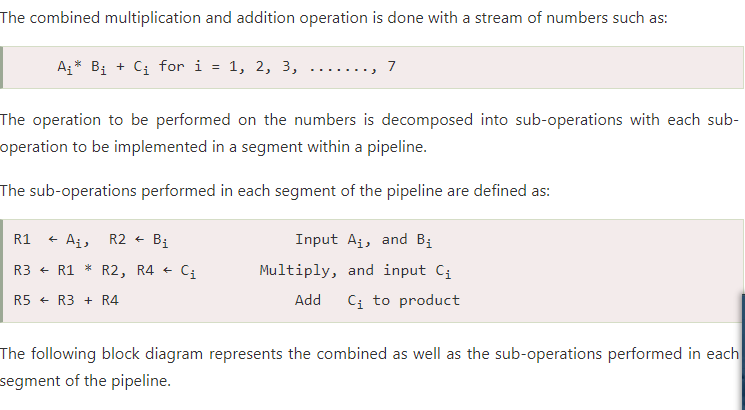 The combined multiplication and addition operation is done with a stream of numbers such as:
Aᵢ* Bᵢ + Cᵢ for i = 1, 2, 3, ......., 7
The operation to be performed on the numbers is decomposed into sub-operations with each sub-
operation to be implemented in a segment within a pipeline.
The sub-operations performed in each segment of the pipeline are defined as:
R1 ← Aᵢ, R2 ← Bᵢ Input Aᵢ, and Bᵢ
R3 ← R1 * R2, R4 ← Cᵢ Multiply, and input Cᵢ
R5 ← R3 + R4 Add Cᵢ to product
The following block diagram represents the combined as well as the sub-operations performed in each
segment of the pipeline.